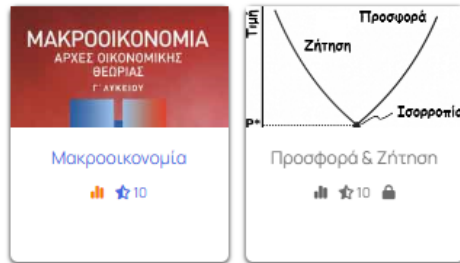 ΜΑΚΡΟΟΙΚΟΝΟΜΙΑ
ΑΡΧΕΣ ΟΙΚΟΝΟΜΙΚΗΣ
ΘΕΩΡΙΑΣ
Γ΄ ΛΥΚΕΙΟΥ
Μακροοικονομία
10
Τιμή
Προσφορά
Ζήτηση
Ισορροπία
P*
Προσφορά & Ζήτηση
10